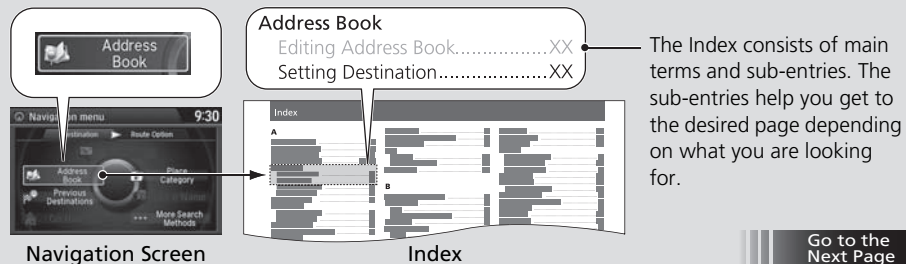 Address
Book
Address Book
Editing Address Book..................XX
Setting Destination......................XX
The Index consists of main
terms and sub-entries. The
sub-entries help you get to
the desired page depending
on what you are looking
for.
Navigation menu 9:30
Destination Route Option
Address
Book
Place
Category
Previous
Destinations
More Search
Methods
Index
A
B
Navigation Screen
Index
Go to the
Next Page